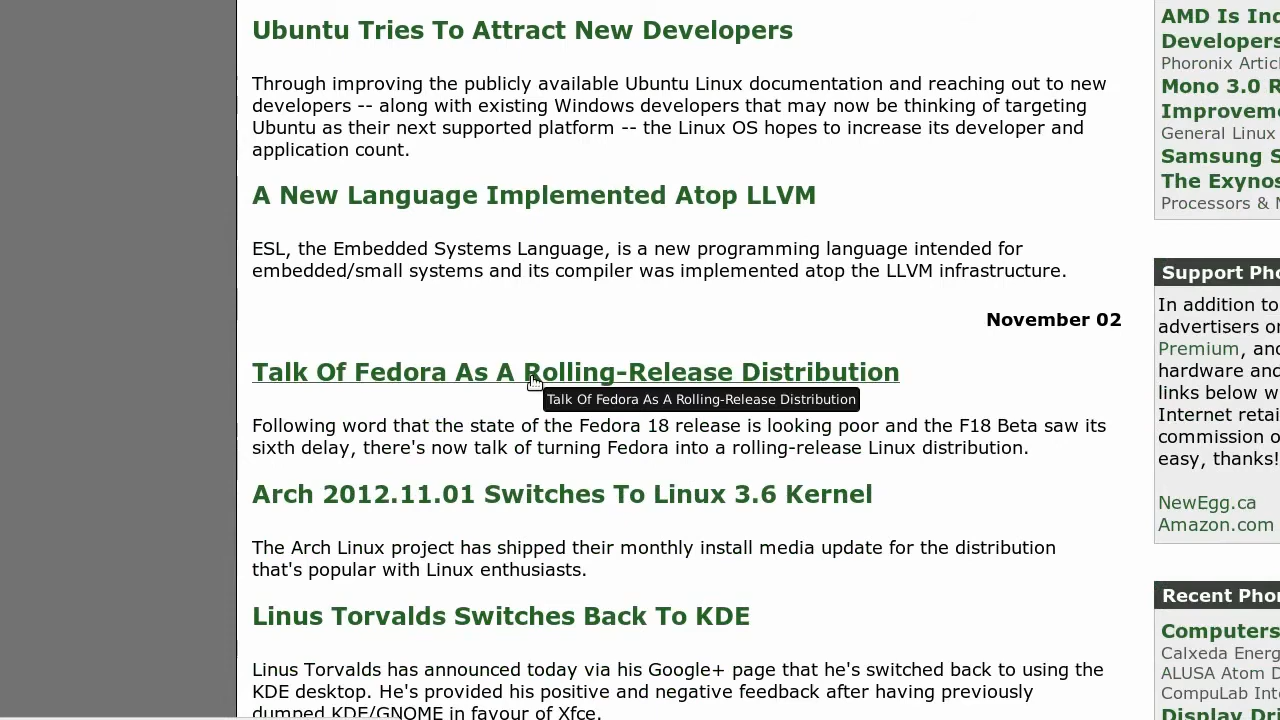 Ubuntu Tries To Attract New Developers
Through improving the publicly available Ubuntu Linux documentation and reaching out to new
developers -- along with existing Windows developers that may now be thinking of targeting
Ubuntu as their next supported platform -- the Linux OS hopes to increase its developer and
application count.
A New Language Implemented Atop LLVM
ESL, the Embedded Systems Language, is a new programming language intended for
embedded/small systems and its compiler was implemented atop the LLVM infrastructure.
November 02
Talk Of Fedora As A Rolling-Release Distribution
Talk Of Fedora As A Rolling-Release Distribution
Following word that the state of the Fedora 18 release is looking poor and the F18 Beta saw its
sixth delay, there's now talk of turning Fedora into a rolling-release Linux distribution.
Arch 2012.11.01 Switches To Linux 3.6 Kernel
The Arch Linux project has shipped their monthly install media update for the distribution
that's popular with Linux enthusiasts.
Linus Torvalds Switches Back To KDE
Linus Torvalds has announced today via his Google+ page that he's switched back to using the
KDE desktop. He's provided his positive and negative feedback after having previously
dumped KDE/GNOME in favour of Xfce.
AMD Is
Developers
Phoronix
Mono 3.0
General Linux
Samsung
The Exynos
Processors &
Support
In addition to
advertisers
Premium, and
hardware and
links below
Internet
commission
easy, thanks!
NewEgg.ca
Amazon.com
Recent
Computers
Calxeda
ALUSA Atom
CompuLab
Display